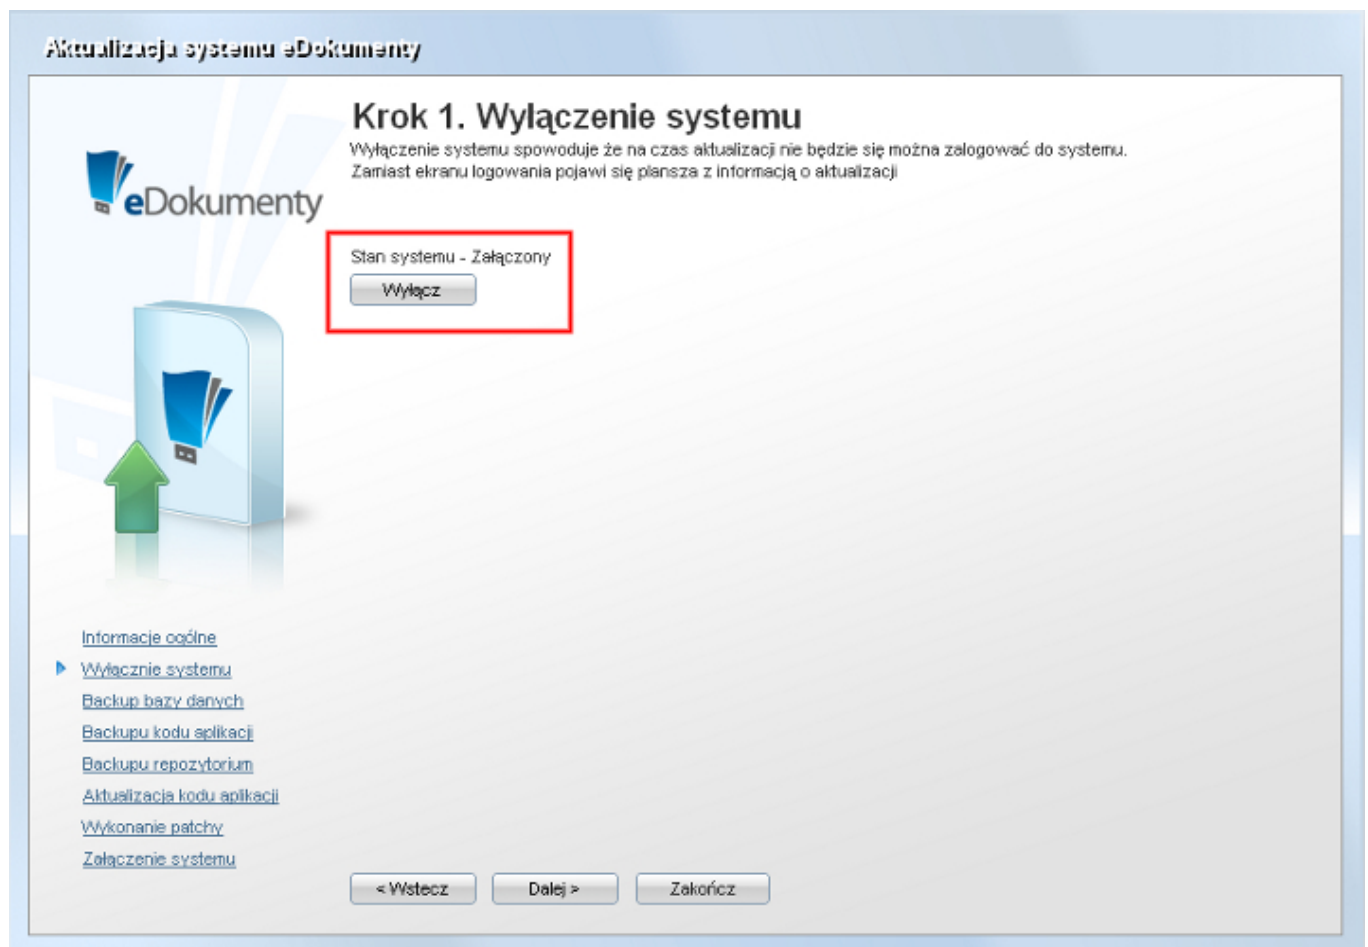 Aktualizacja systemu eDokumenty
Krok 1. Wyłączenie systemu
Wyłączenie systemu spowoduje że na czas aktualizacji nie będzie się można zalogować do systemu.
Zamiast ekranu logowania pojawi się plansza z informacją o aktualizacji
eDokumenty
Stan systemu - Załączony
Wyłącz
Informacje ogólne
Wyłącznie systemu
Backup bazy danych
Backupu kodu aplikacji
Backupu repozytorium
Aktualizacja kodu aplikacji
Wykonanie patchy
Załączenie systemu
< Wstecz Dalej > Zakończ